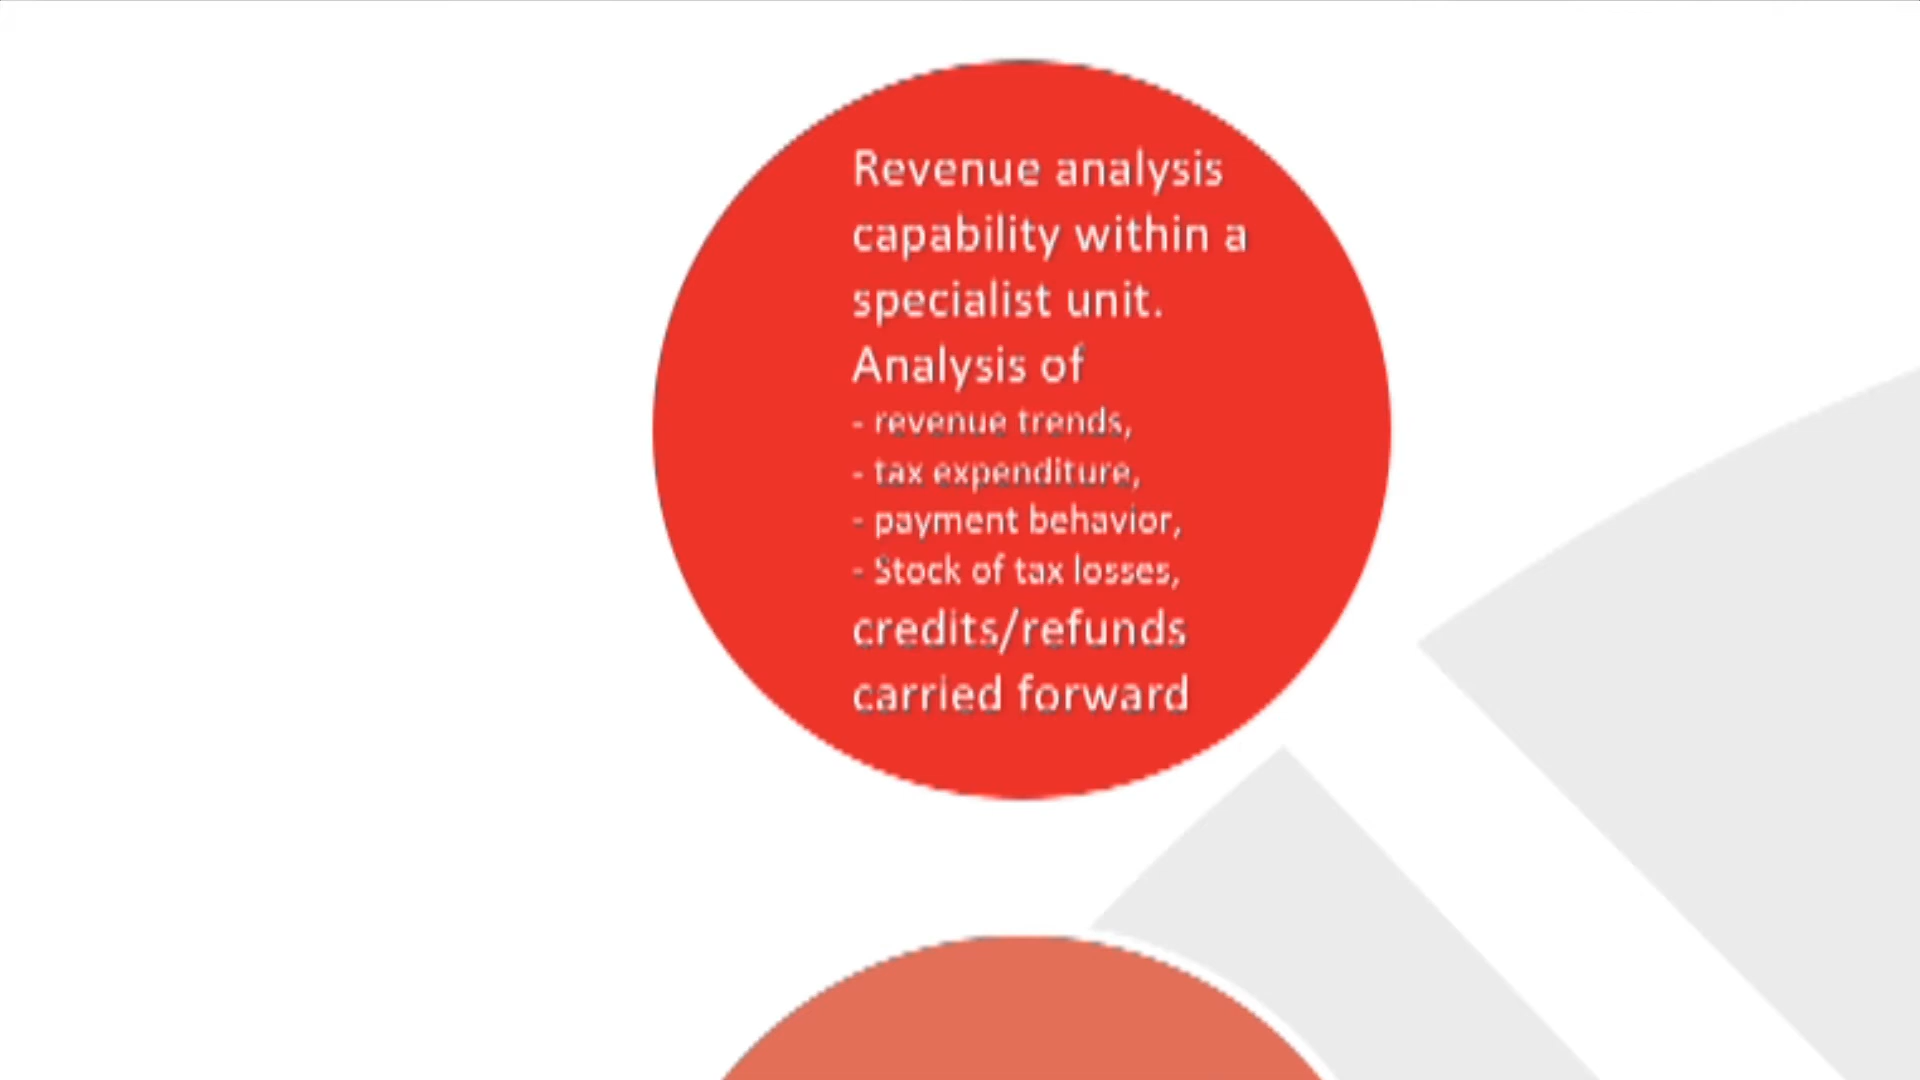 Revenue analysis
capability within a
specialist unit.
Analysis of
- revenue trends,
- tax expenditure,
- payment behavior,
- Stock of tax losses,
credits/refunds
carried forward